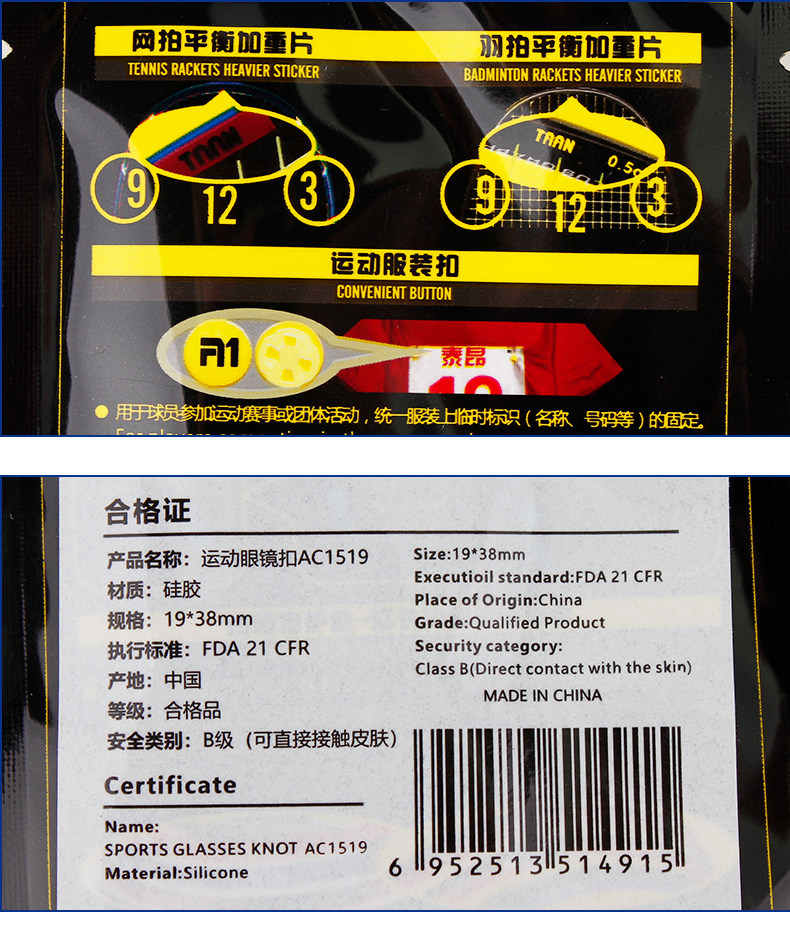 网拍平衡加重片
羽拍平衡加重片
TENNIS RACKETS HEAVIER STICKER
BADMINTON RACKETS HEAVIER STICKER
TAAN
TAAN
0.5g
9
12
3
9
12
3
运动服装扣
CONVENIENT BUTTON
A1
泰昂
● 用于球员参加运动赛事或团体活动，统一服装上临时标识（名称、号码等）的固定。
合格证
产品名称：运动眼镜扣AC1519
材质：硅胶
规格：19*38mm
执行标准：FDA 21 CFR
产地：中国
等级：合格品
安全类别：B级（可直接接触皮肤）
Certificate
Name:
SPORTS GLASSES KNOT AC1519
Material:Silicone
Size:19*38mm
Executioil standard:FDA 21 CFR
Place of Origin:China
Grade:Qualified Product
Security category:
Class B(Direct contact with the skin)
MADE IN CHINA
6 952513 514915